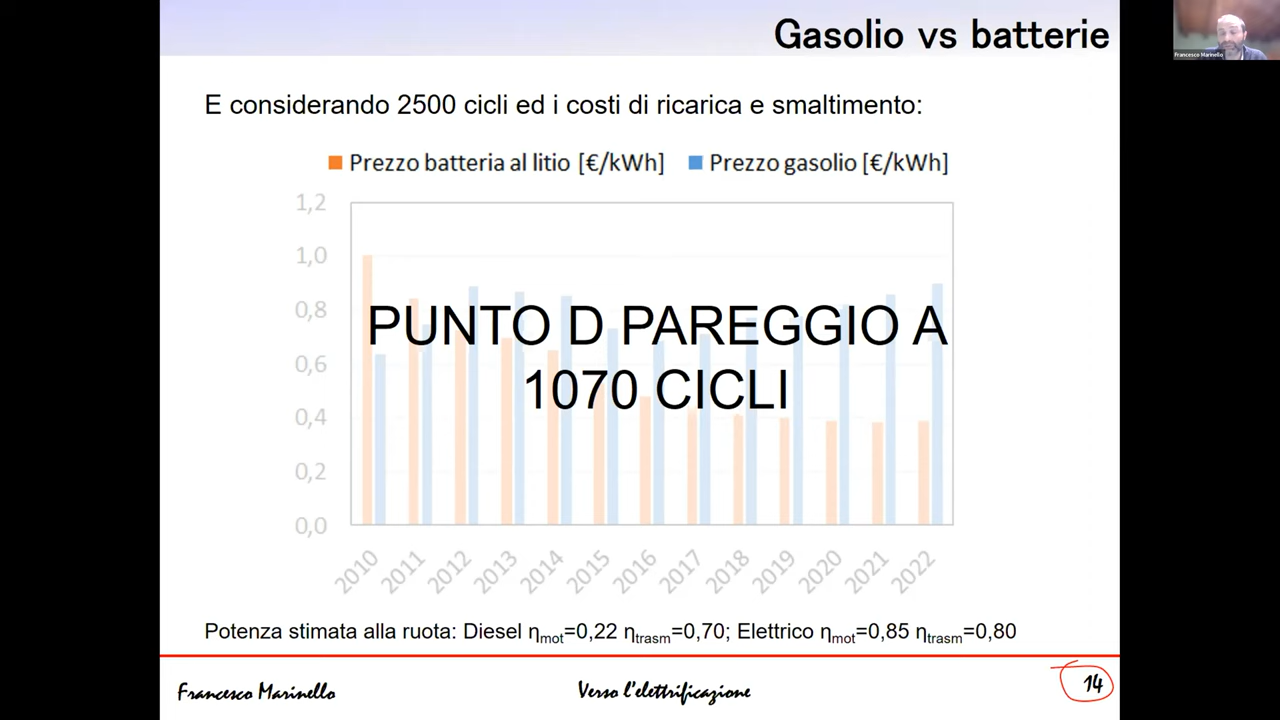 Gasolio vs batterie
Francesco Marinello
E considerando 2500 cicli ed i costi di ricarica e smaltimento:
Prezzo batteria al litio [€/kWh] Prezzo gasolio [€/kWh]
1,2
1,0
0,8
0,6
0,4
0,2
0,0
PUNTO D PAREGGIO A
1070 CICLI
2010 2011 2012 2013 2014 2015 2016 2017 2018 2019 2020 2021 2022
Potenza stimata alla ruota: Diesel ηmot=0,22 ηtrasm=0,70; Elettrico ηmot=0,85 ηtrasm=0,80
Francesco Marinello Verso l'elettrificazione 14